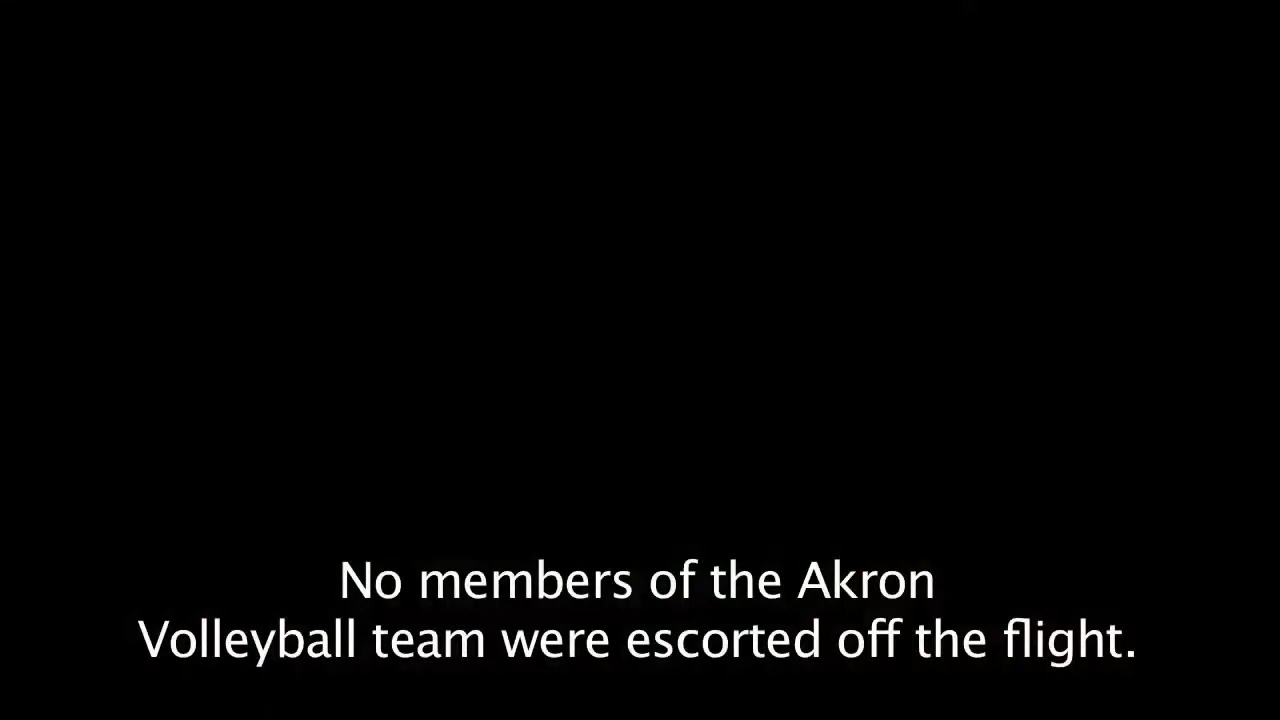 No members of the Akron
Volleyball team were escorted off the flight.